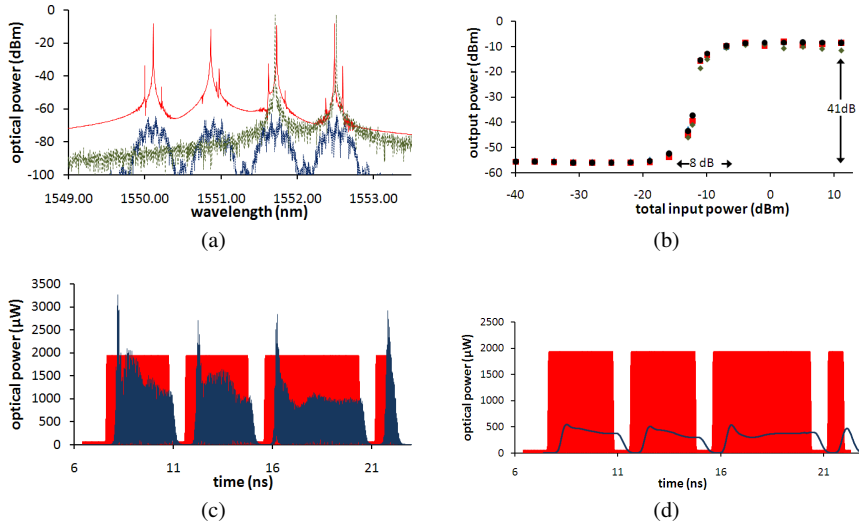 0
-20
-40
-60
-80
-100
optical power (dBm)
1549.00 1550.00 1551.00 1552.00 1553.00
wavelength (nm)
(a)
10
0
-10
-20
-30
-40
-50
-60
output power (dBm)
41dB
8 dB
-40 -30 -20 -10 0 10
total input power (dBm)
(b)
3500
3000
2500
2000
1500
1000
500
0
optical power (µW)
6 11 16 21
time (ns)
(c)
2500
2000
1500
1000
500
0
optical power (µW)
6 11 16 21
time (ns)
(d)